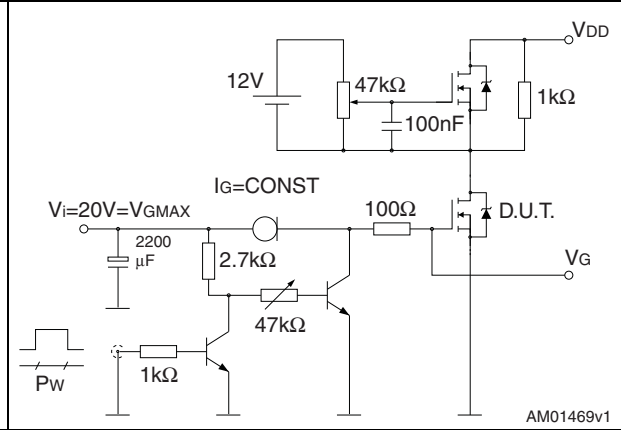 VDD
12V
47kΩ
1kΩ
100nF
IG=CONST
Vi=20V=VGMAX
100Ω
D.U.T.
2200
μF
2.7kΩ
VG
47kΩ
1kΩ
PW
AM01469v1